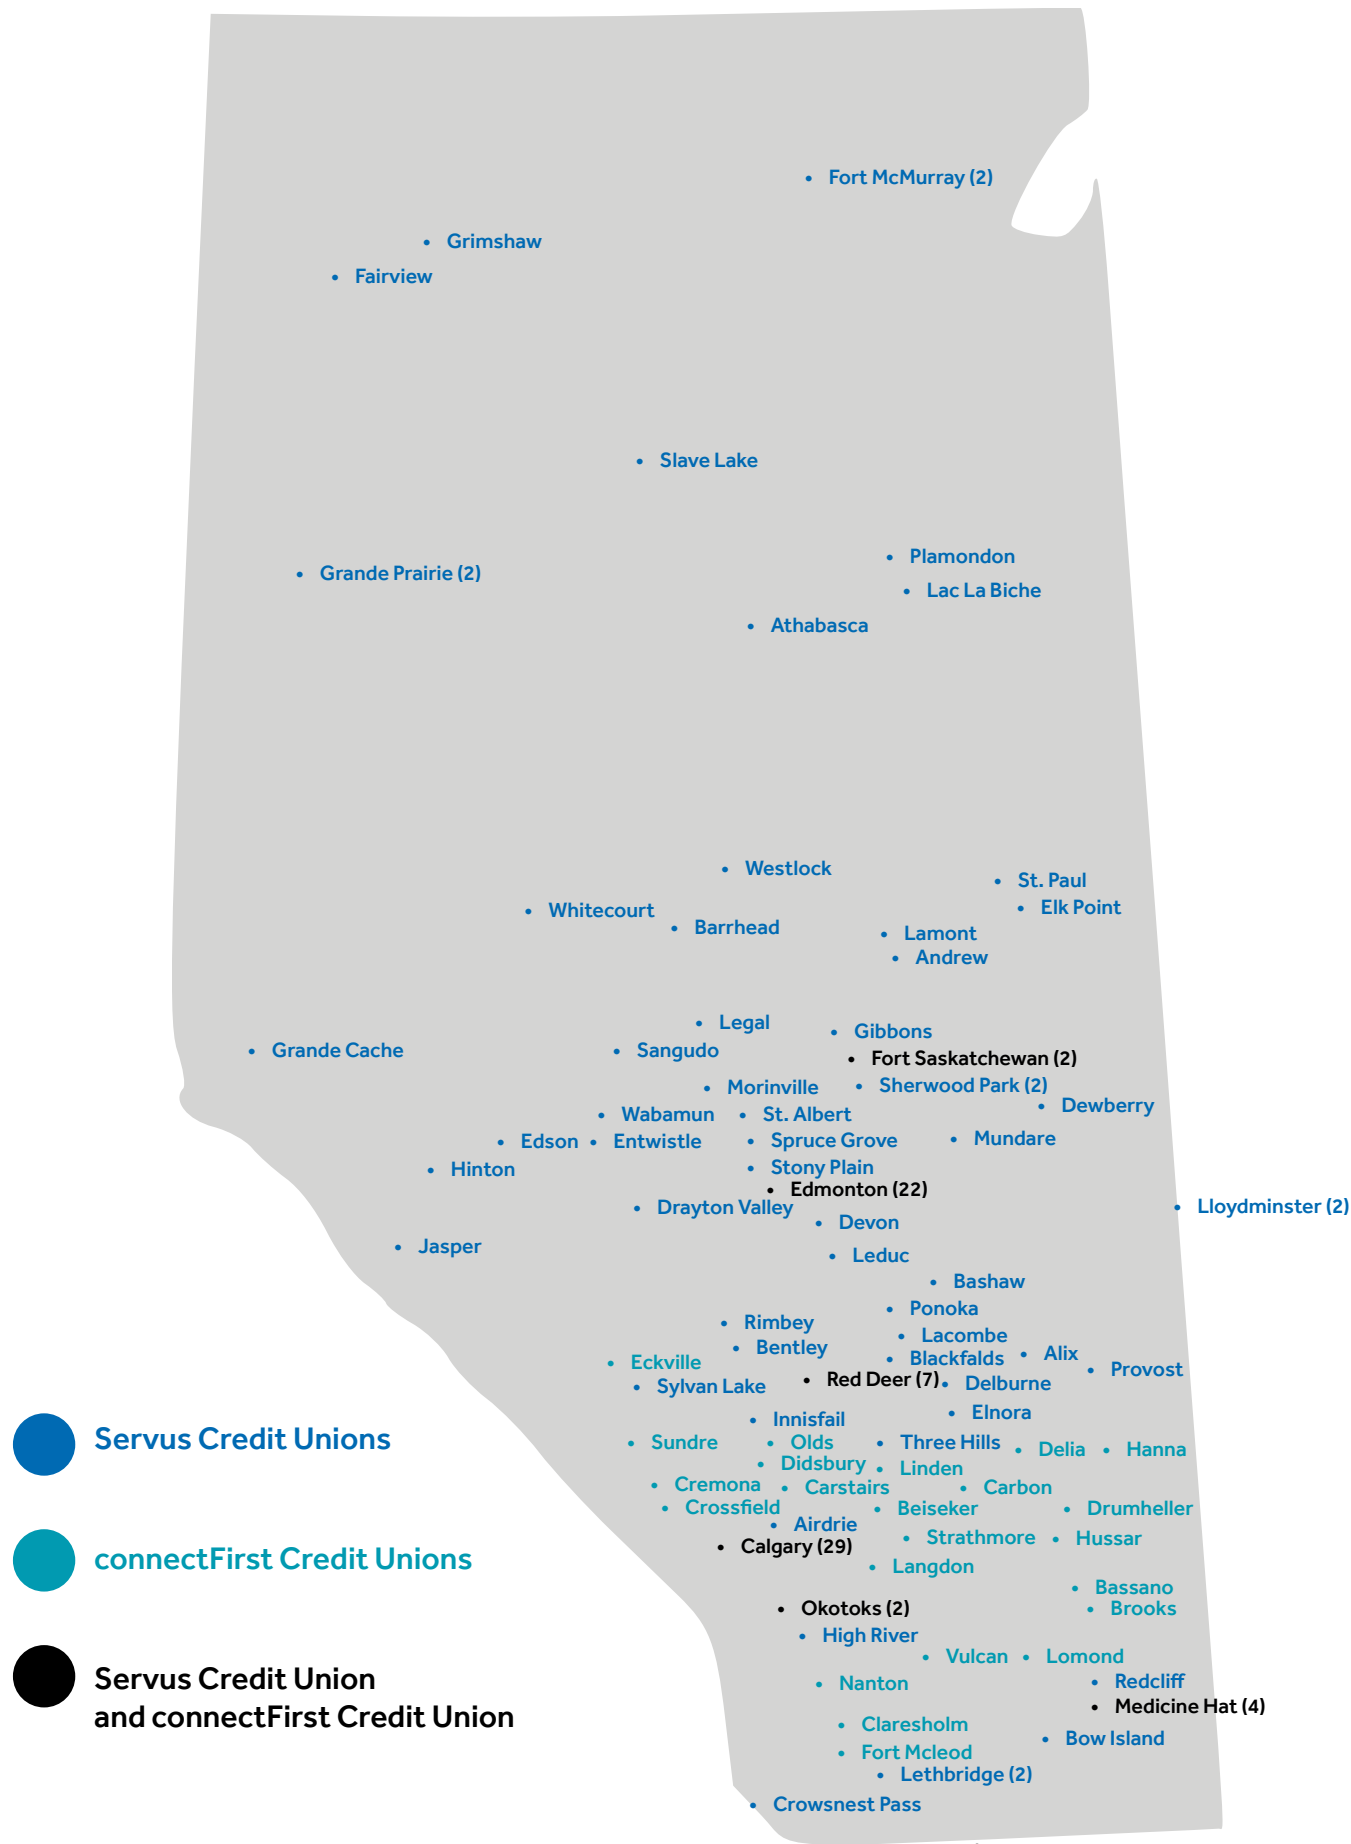 Fort McMurray (2)
Grimshaw
Fairview
Slave Lake
Plamondon
Grande Prairie (2)
Lac La Biche
Athabasca
Westlock
St. Paul
Elk Point
Whitecourt
Barrhead
Lamont
Andrew
Legal
Gibbons
Grande Cache
Sangudo
Fort Saskatchewan (2)
Morinville
Sherwood Park (2)
Dewberry
Wabamun
St. Albert
Edson
Entwistle
Spruce Grove
Mundare
Hinton
Stony Plain
Edmonton (22)
Drayton Valley
Lloydminster (2)
Devon
Jasper
Leduc
Bashaw
Ponoka
Rimbey
Lacombe
Bentley
Alix
Blackfalds
Eckville
Provost
Red Deer (7)
Delburne
Sylvan Lake
Elnora
Innisfail
Servus Credit Unions
Sundre
Olds
Three Hills
Delia
Hanna
Didsbury
Linden
Cremona
Carstairs
Carbon
Crossfield
Beiseker
Drumheller
Airdrie
Strathmore
Hussar
Calgary (29)
connectFirst Credit Unions
Langdon
Bassano
Okotoks (2)
Brooks
High River
Vulcan
Lomond
Servus Credit Union
and connectFirst Credit Union
Nanton
Redcliff
Medicine Hat (4)
Claresholm
Bow Island
Fort Mcleod
Lethbridge (2)
Crowsnest Pass